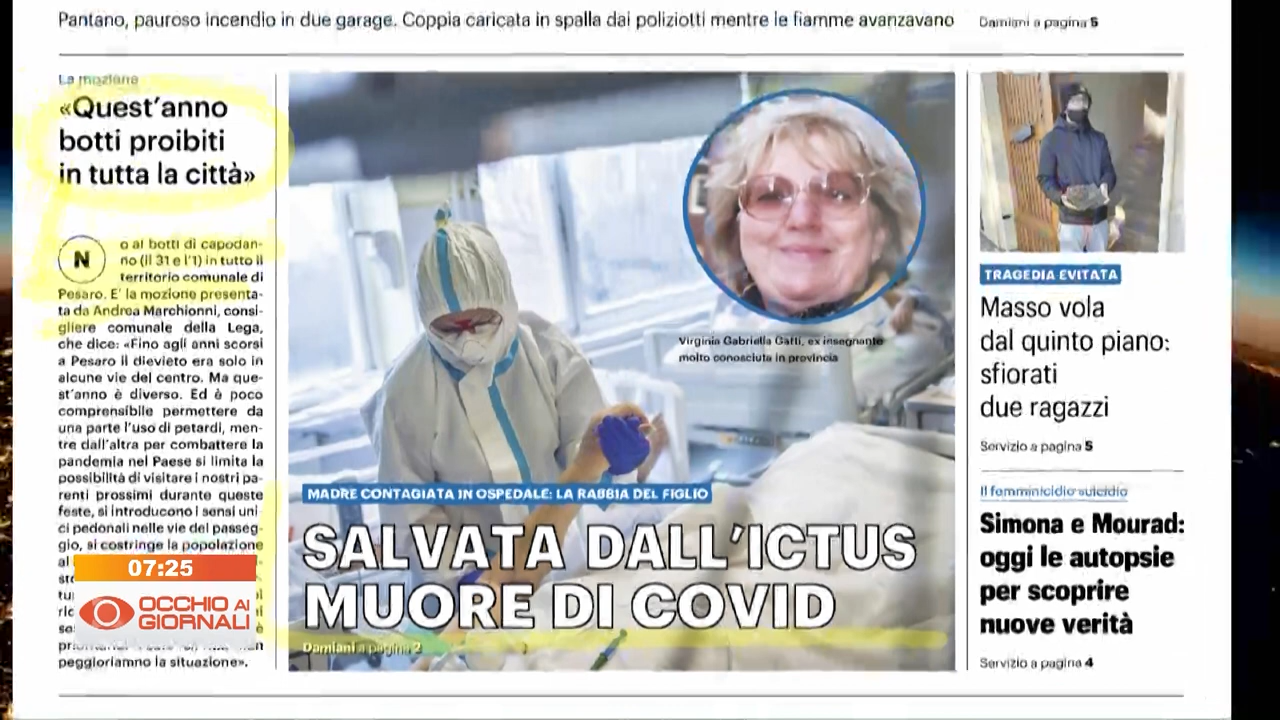 Pantano, pauroso incendio in due garage. Coppia caricata in spalla dai poliziotti mentre le fiamme avanzavano
Damiani a pagina 5
La mozione
«Quest'anno
botti proibiti
in tutta la città»
No ai botti di capodan-
no (il 31 e l'1) in tutto il
territorio comunale di
Pesaro. E' la mozione presenta-
ta da Andrea Marchionni, consi-
gliere comunale della Lega,
che dice: «Fino agli anni scorsi
a Pesaro il divieto era solo in
alcune vie del centro. Ma que-
st'anno è diverso. Ed è poco
comprensibile permettere da
una parte l'uso di petardi, men-
tre dall'altra per combattere la
pandemia nel Paese si limita la
possibilità di visitare i nostri pa-
renti prossimi durante queste
feste, si introducono i sensi uni-
ci pedonali nelle vie del passeg-
gio, si costringe la popolazione
al
peggioriamno la situazione».
07:25
OCCHIO AI
GIORNALI
Virginia Gabriella Gatti, ex insegnante
molto conosciuta in provincia
MADRE CONTAGIATA IN OSPEDALE: LA RABBIA DEL FIGLIO
SALVATA DALL'ICTUS
MUORE DI COVID
Damiani a pagina 2
TRAGEDIA EVITATA
Masso vola
dal quinto piano:
sfiorati
due ragazzi
Servizio a pagina 5
Il femminicidio-suicidio
Simona e Mourad:
oggi le autopsie
per scoprire
nuove verità
Servizio a pagina 4